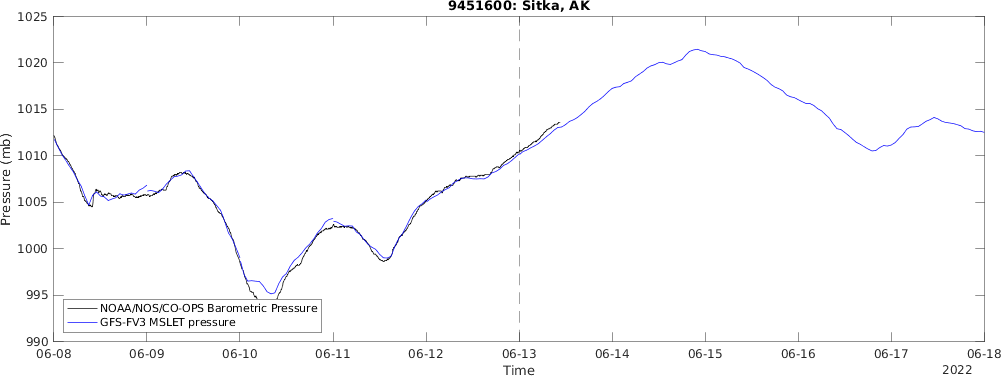 9451600: Sitka, AK
1025
1020
1015
1010
1005
1000
995
990
Pressure (mb)
NOAA/NOS/CO-OPS Barometric Pressure
GFS-FV3 MSLET pressure
06-08 06-09 06-10 06-11 06-12 06-13 06-14 06-15 06-16 06-17 06-18
Time
2022